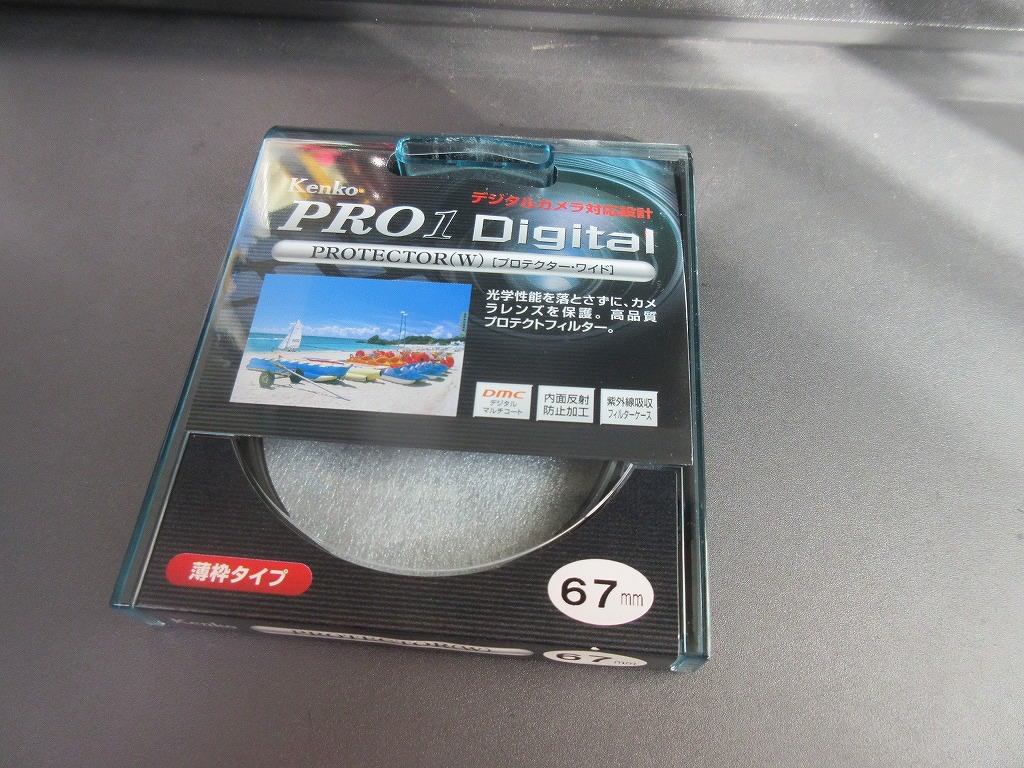 Kenko
デジタルカメラ対応設計
PRO1 Digital
PROTECTOR(W) [プロテクター・ワイド]
光学性能を落とさずに、カメ
ラレンズを保護。高品質
プロテクトフィルター。
DMC
デジタル
マルチコート
内面反射
防止加工
紫外線吸収
フィルターケース
薄枠タイプ
67mm
Kenko
PROTECTOR(W)
67mm